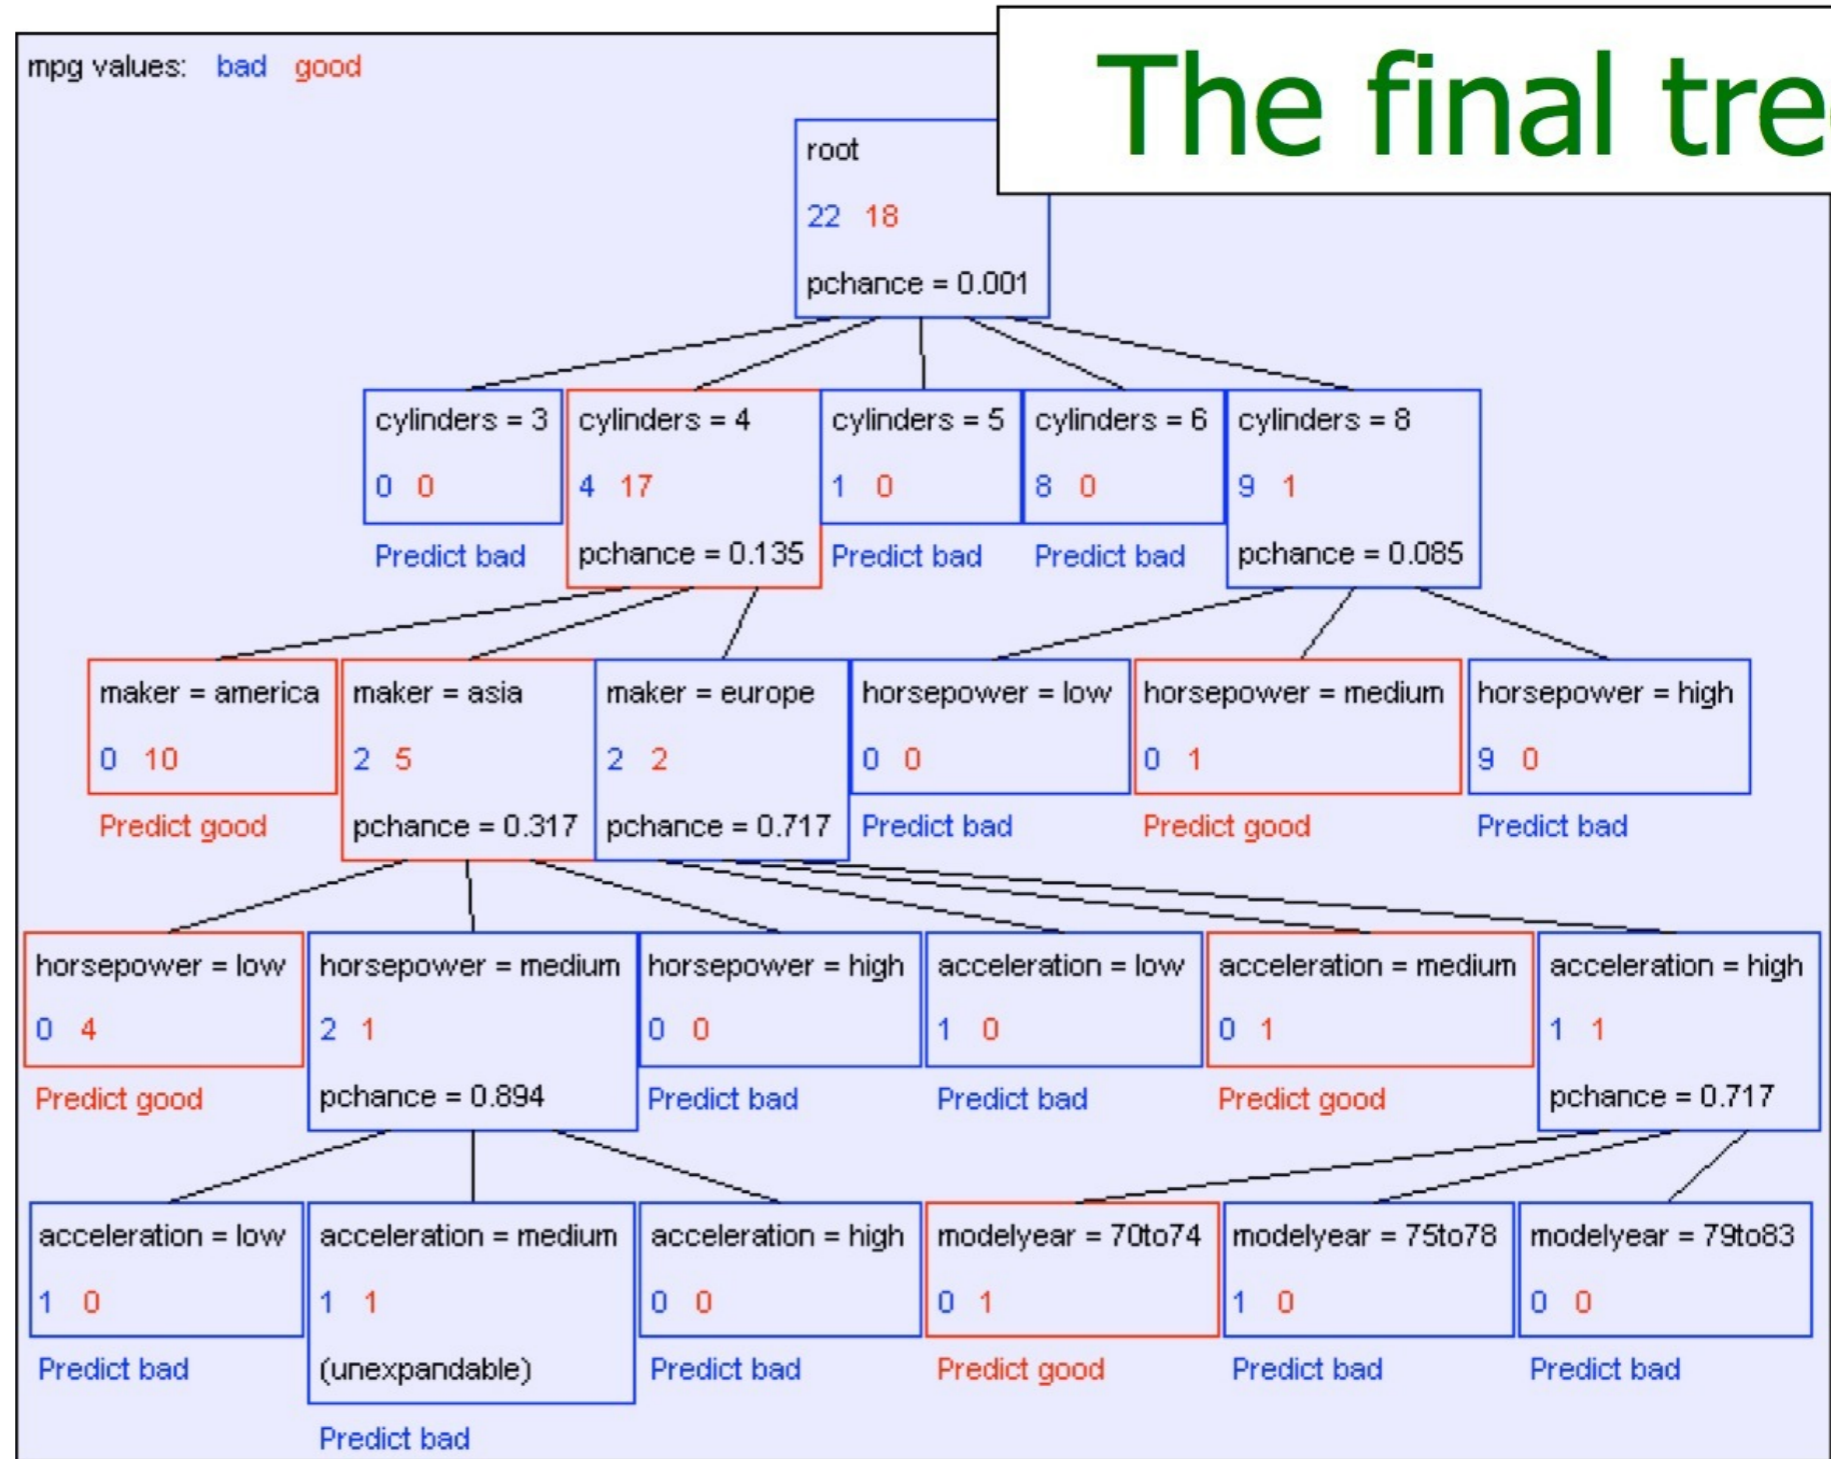 The final tre
mpg values: bad good
root
22 18
pchance = 0.001
cylinders = 3 cylinders = 4 cylinders = 5 cylinders = 6 cylinders = 8
0 0 4 17 1 0 8 0 9 1
Predict bad pchance = 0.135 Predict bad Predict bad pchance = 0.085
maker = america maker = asia maker = europe horsepower = low horsepower = medium horsepower = high
0 10 2 5 2 2 0 0 0 1 9 0
Predict good pchance = 0.317 pchance = 0.717 Predict bad Predict good Predict bad
horsepower = low horsepower = medium horsepower = high acceleration = low acceleration = medium acceleration = high
0 4 2 1 0 0 1 0 0 1 1 1
Predict good pchance = 0.894 Predict bad Predict bad Predict good pchance = 0.717
acceleration = low acceleration = medium acceleration = high modelyear = 70to74 modelyear = 75to78 modelyear = 79to83
1 0 1 1 0 0 0 1 1 0 0 0
Predict bad (unexpandable) Predict bad Predict good Predict bad Predict bad
Predict bad